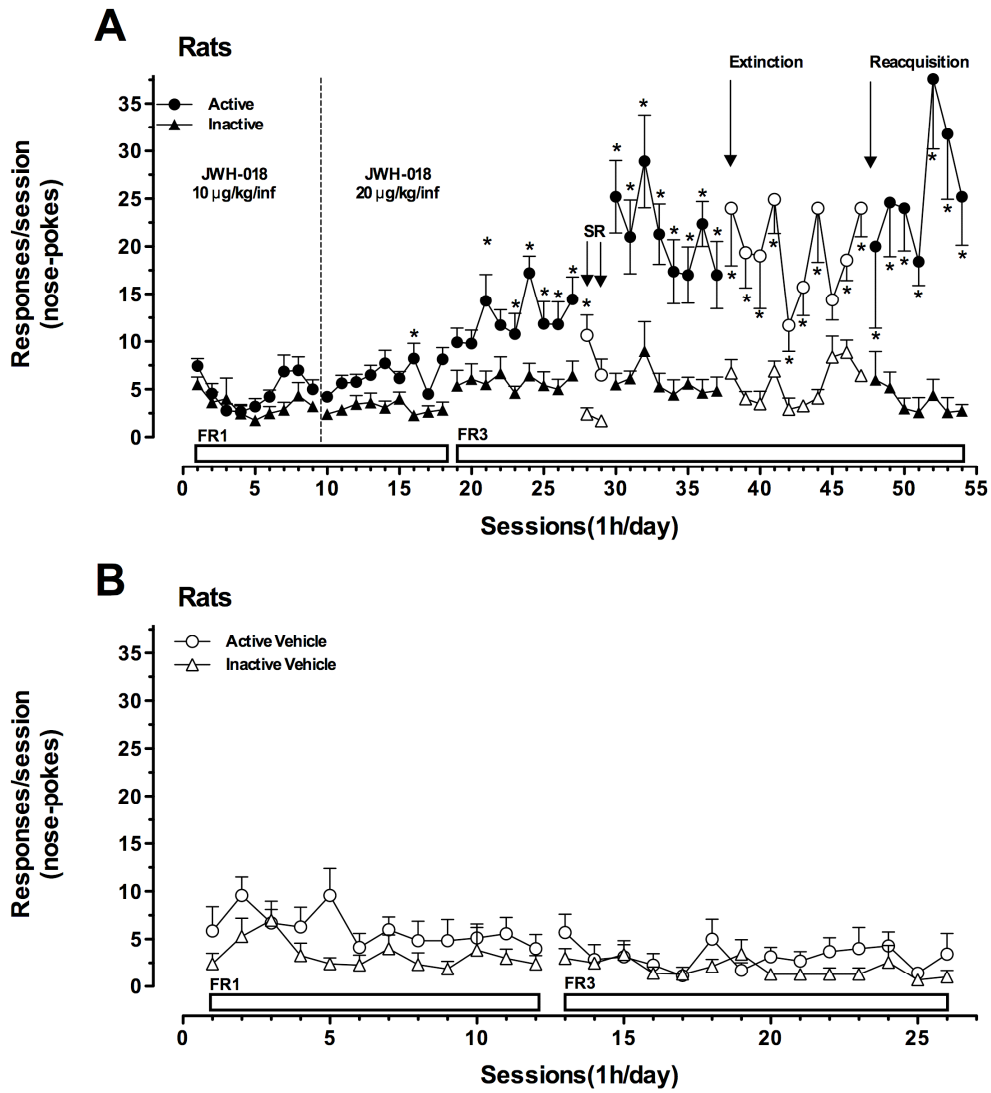 A
Rats
Extinction
Reacquisition
Active
Inactive
JWH-018
10 µg/kg/inf
JWH-018
20 µg/kg/inf
SR
Responses/session
(nose-pokes)
35
30
25
20
15
10
5
0
* * * * * * * * * * * * * * * * * * * * * * * * * * * * * * * * *
FR1
FR3
0 5 10 15 20 25 30 35 40 45 50 55
Sessions(1h/day)
B
Rats
Active Vehicle
Inactive Vehicle
Responses/session
(nose-pokes)
35
30
25
20
15
10
5
0
FR1
FR3
0 5 10 15 20 25
Sessions(1h/day)